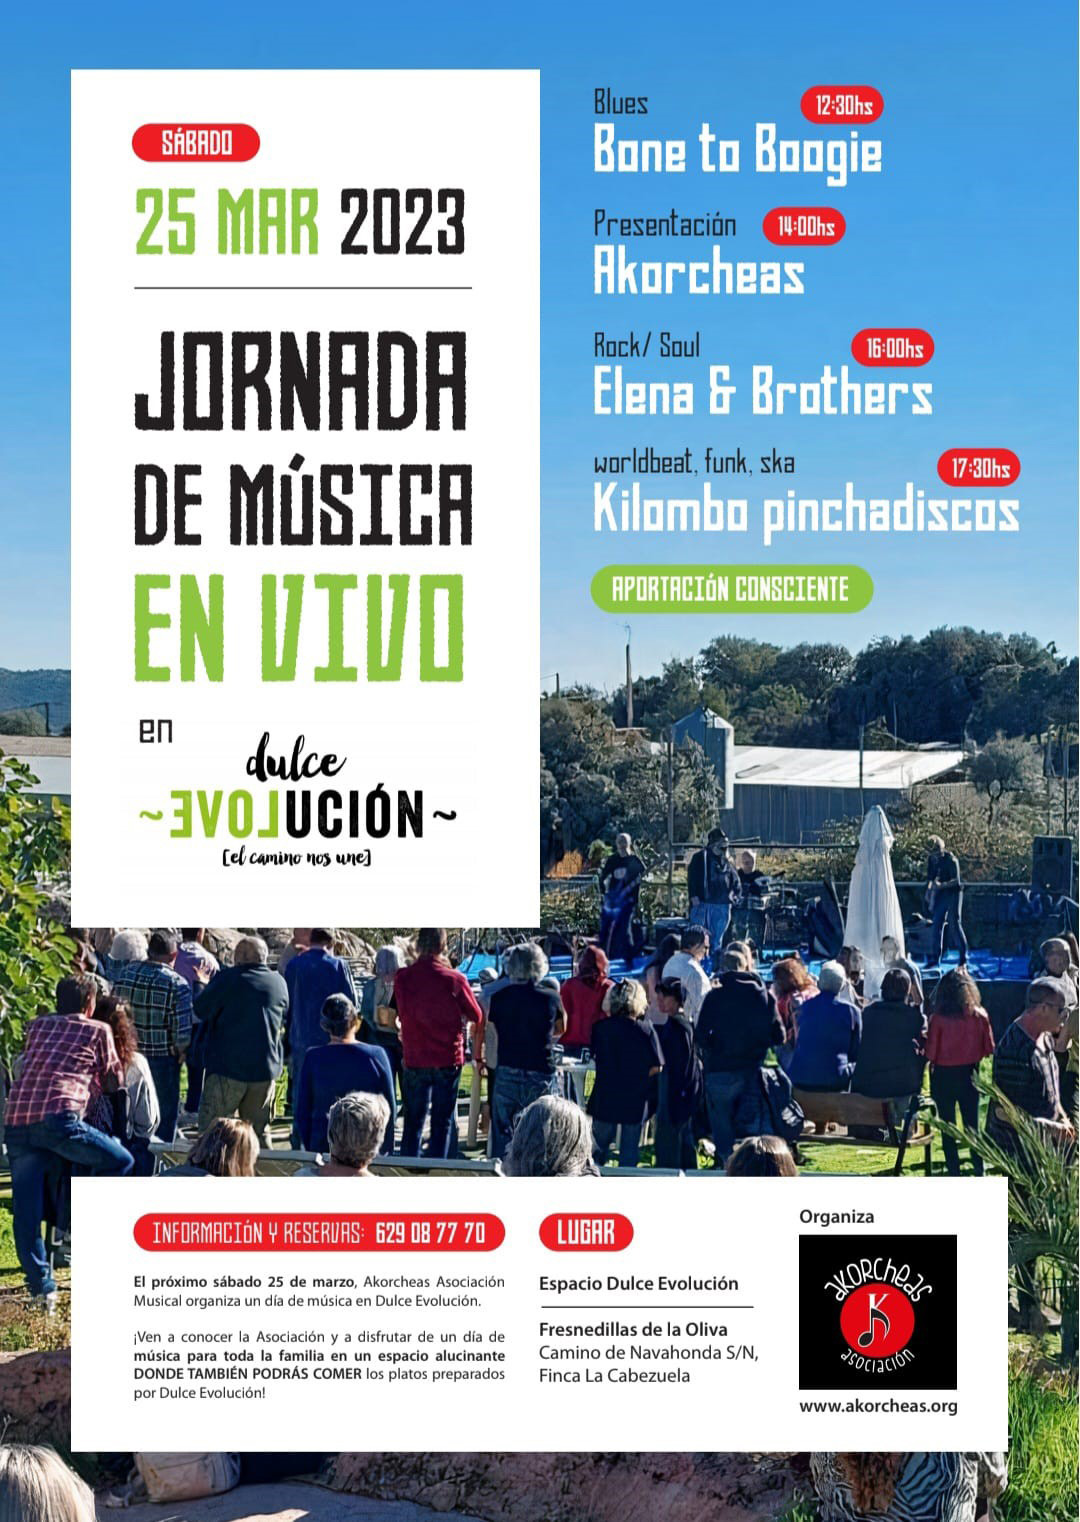 SÁBADO
25 MAR 2023
JORNADA
DE MÚSICA
EN VIVO
en
dulce
~EVOLUCIÓN~
[el camino nos une]
Blues
12:30hs
Bone to Boogie
Presentación
14:00hs
Akorcheas
Rock/ Soul
16:00hs
Elena & Brothers
worldbeat, funk, ska
17:30hs
Kilombo pinchadiscos
APORTACIÓN CONSCIENTE
INFORMACIÓN Y RESERVAS: 629 08 77 70
El próximo sábado 25 de marzo, Akorcheas Asociación
Musical organiza un día de música en Dulce Evolución.
¡Ven a conocer la Asociación y a disfrutar de un día de
música para toda la familia en un espacio alucinante
DONDE TAMBIÉN PODRÁS COMER los platos preparados
por Dulce Evolución!
LUGAR
Espacio Dulce Evolución
Fresnedillas de la Oliva
Camino de Navahonda S/N,
Finca La Cabezuela
Organiza
akorcheas
K
asociación
www.akorcheas.org